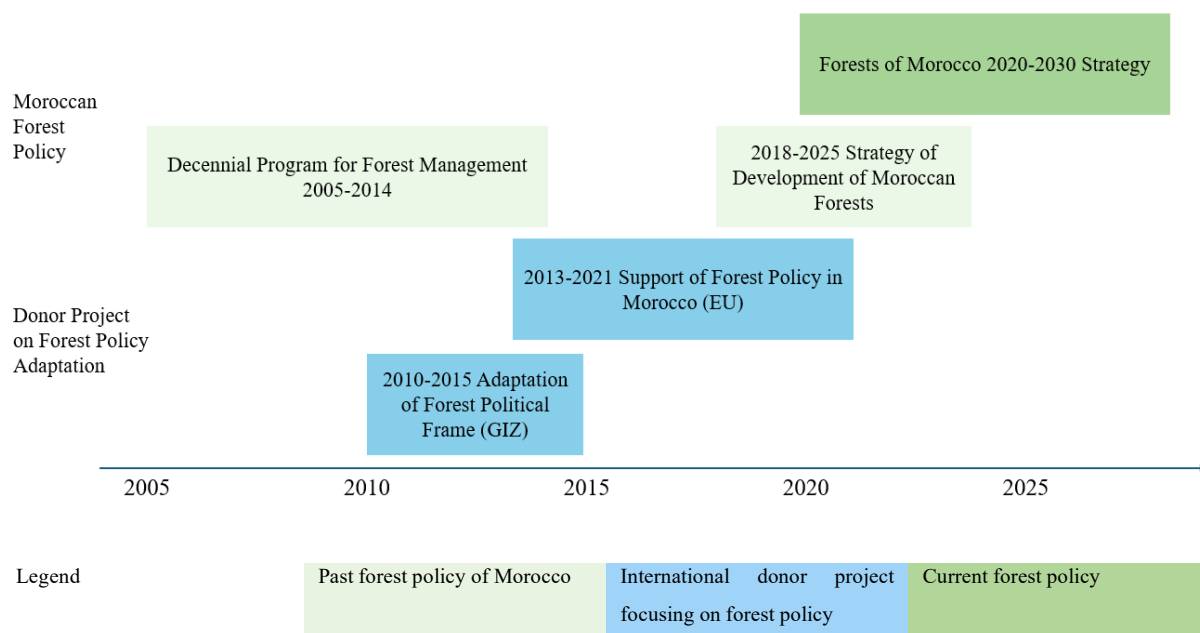 Forests of Morocco 2020-2030 Strategy
Moroccan
Forest
Policy
Decennial Program for Forest Management
2005-2014
2018-2025 Strategy of
Development of Moroccan
Forests
2013-2021 Support of Forest Policy in
Morocco (EU)
Donor Project
on Forest Policy
Adaptation
2010-2015 Adaptation
of Forest Political
Frame (GIZ)
2005 2010 2015 2020 2025
Legend
Past forest policy of Morocco
International donor project
focusing on forest policy
Current forest policy